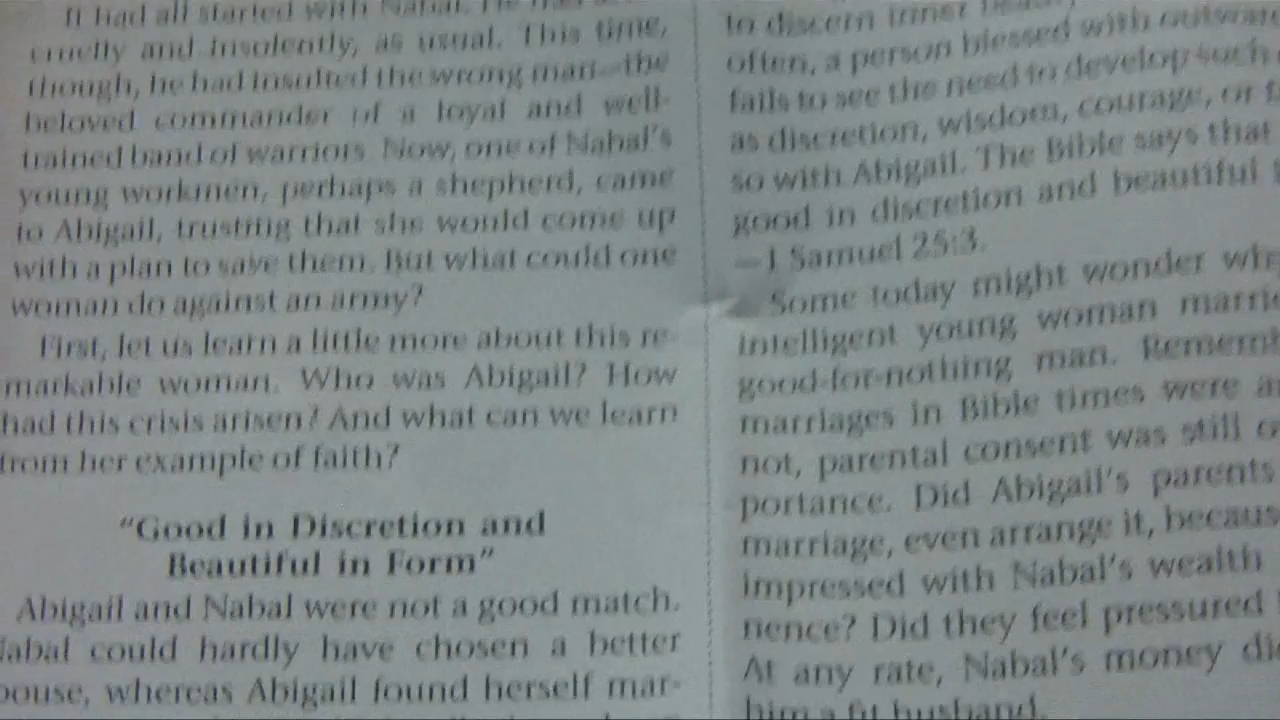 It had all started with Nabal. He had
cruelly and insolently, as usual. This time,
though, he had insulted the wrong man—the
beloved commander of a loyal and well-
trained band of warriors. Now, one of Nabal's
young workmen, perhaps a shepherd, came
to Abigail, trusting that she would come up
with a plan to save them. But what could one
woman do against an army?
First, let us learn a little more about this re-
markable woman. Who was Abigail? How
had this crisis arisen? And what can we learn
from her example of faith?
"Good in Discretion and
Beautiful in Form"
Abigail and Nabal were not a good match.
Nabal could hardly have chosen a better
pouse, whereas Abigail found herself mar-
to discern inner
often, a person blessed with outward
fails to see the need to develop such
as discretion, wisdom, courage, or
so with Abigail. The Bible says that
good in discretion and beautiful
—1 Samuel 25:3.
Some today might wonder why
intelligent young woman marri
good-for-nothing man. Rememb
marriages in Bible times were a
not, parental consent was still o
portance. Did Abigail's parents
marriage, even arrange it, becaus
impressed with Nabal's wealth
nence? Did they feel pressured
At any rate, Nabal's money di
him a fit husband.